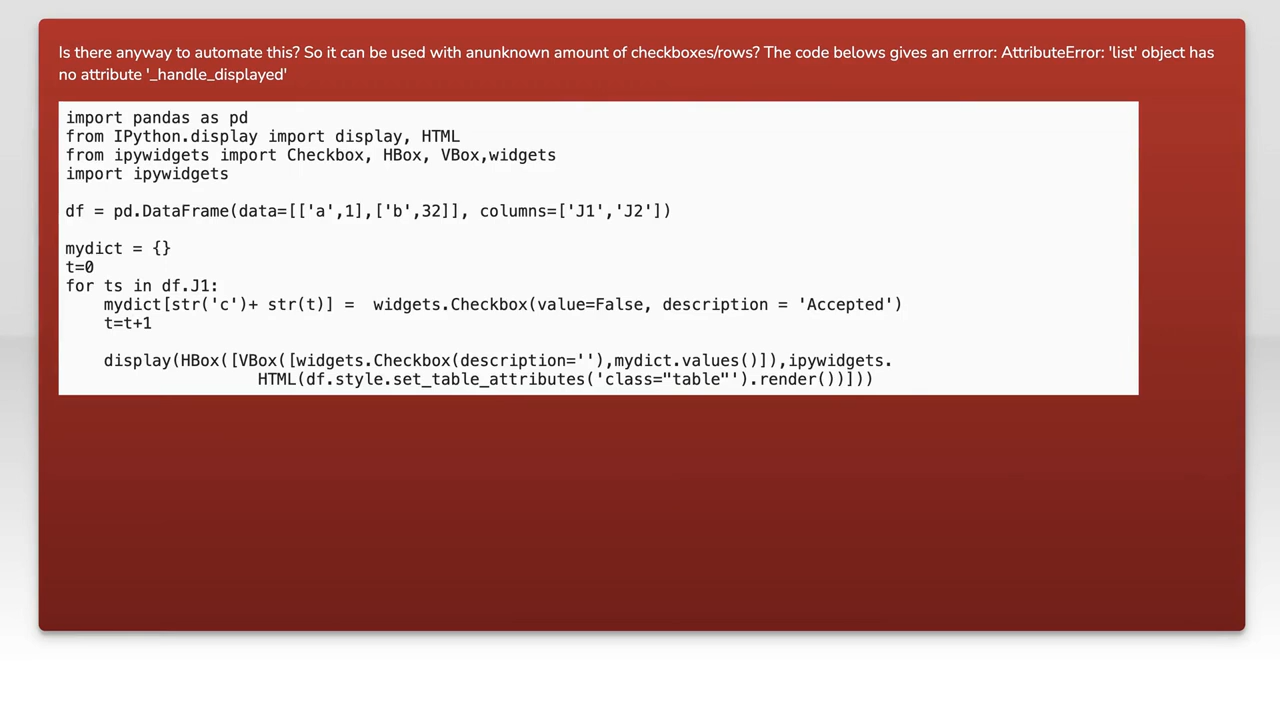 Is there anyway to automate this? So it can be used with anunknown amount of checkboxes/rows? The code belows gives an errror: AttributeError: 'list' object has
no attribute '_handle_displayed'
import pandas as pd
from IPython.display import display, HTML
from ipywidgets import Checkbox, HBox, VBox,widgets
import ipywidgets
df = pd.DataFrame(data=[['a',1],['b',32]], columns=['J1','J2'])
mydict = {}
t=0
for ts in df.J1:
    mydict[str('c')+ str(t)] =  widgets.Checkbox(value=False, description = 'Accepted')
    t=t+1
    display(HBox([VBox([widgets.Checkbox(description=''),mydict.values()]),ipywidgets.
                    HTML(df.style.set_table_attributes('class="table"').render())]))